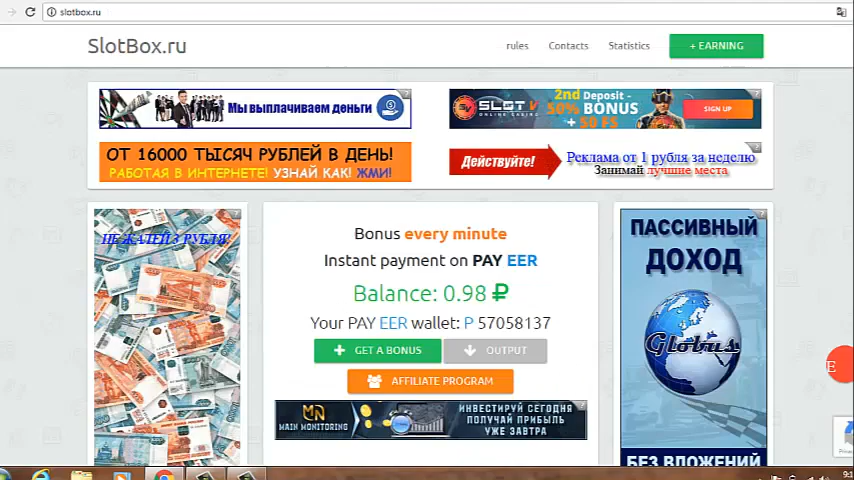 slotbox.ru
SlotBox.ru
rules
Contacts
Statistics
+ EARNING
Мы выплачиваем деньги
SLOT V
ONLINE CASINO
2nd Deposit -
50% BONUS
+ 50 FS
SIGN UP
ОТ 16000 ТЫСЯЧ РУБЛЕЙ В ДЕНЬ!
РАБОТАЯ В ИНТЕРНЕТЕ! УЗНАЙ КАК! ЖМИ!
Действуйте!
Реклама от 1 рубля за неделю
Занимай лучшие места
НЕ ЖАЛЕЙ 3 РУБЛЯ!
Bonus every minute
Instant payment on PAY EER
Balance: 0.98 ₽
Your PAY EER wallet: P 57058137
GET A BONUS
OUTPUT
AFFILIATE PROGRAM
MAIN MONITORING
ИНВЕСТИРУЙ СЕГОДНЯ
ПОЛУЧАЙ ПРИБЫЛЬ
УЖЕ ЗАВТРА
ПАССИВНЫЙ
ДОХОД
Globus
БЕЗ ВЛОЖЕНИЙ
E